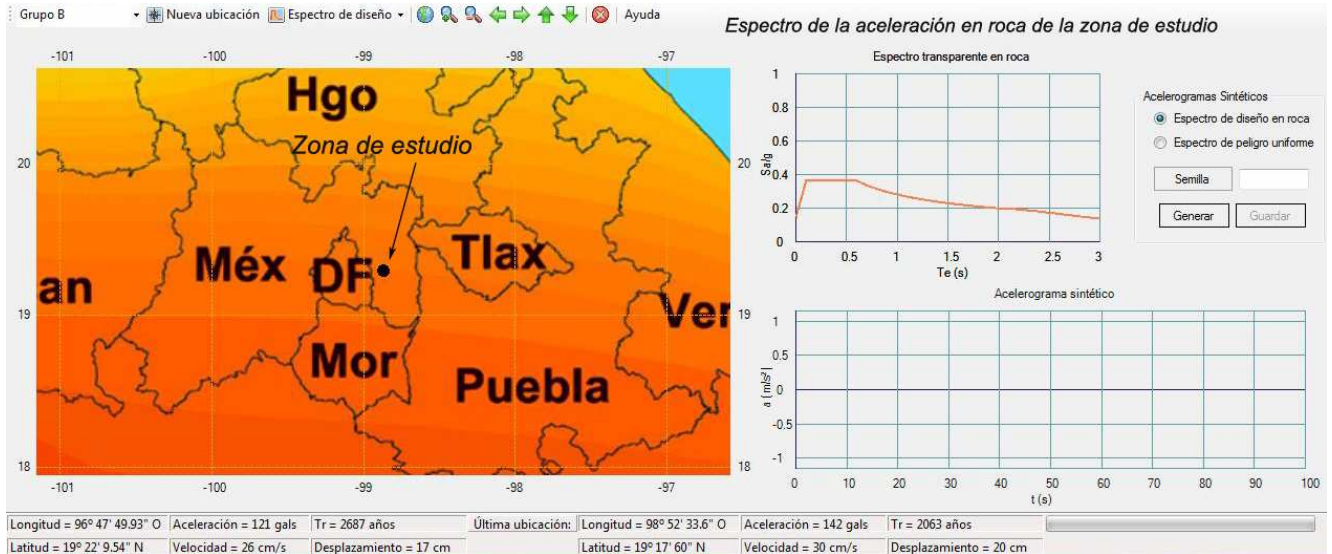 Grupo B Nueva ubicación Espectro de diseño Ayuda
Espectro de la aceleración en roca de la zona de estudio
-101 -100 -99 -98 -97
Hgo
Zona de estudio
20 20
Méx DF Tlax
an
19 19
Ver
Mor
Puebla
18 18
-101 -100 -99 -98 -97
Espectro transparente en roca
1
0.8
0.6
0.4
0.2
0
Sa/g
0 0.5 1 1.5 2 2.5 3
Te (s)
Acelerogramas Sintéticos
Espectro de diseño en roca
Espectro de peligro uniforme
Semilla
Generar Guardar
Acelerograma sintético
1
0.5
0
-0.5
-1
a ( m/s²|
0 10 20 30 40 50 60 70 80 90 100
t (s)
Longitud = 96º 47' 49.93" O Aceleración = 121 gals Tr = 2687 años Última ubicación: Longitud = 98º 52' 33.6" O Aceleración = 142 gals Tr = 2063 años
Latitud = 19º 22' 9.54" N Velocidad = 26 cm/s Desplazamiento = 17 cm Latitud = 19º 17' 60" N Velocidad = 30 cm/s Desplazamiento = 20 cm